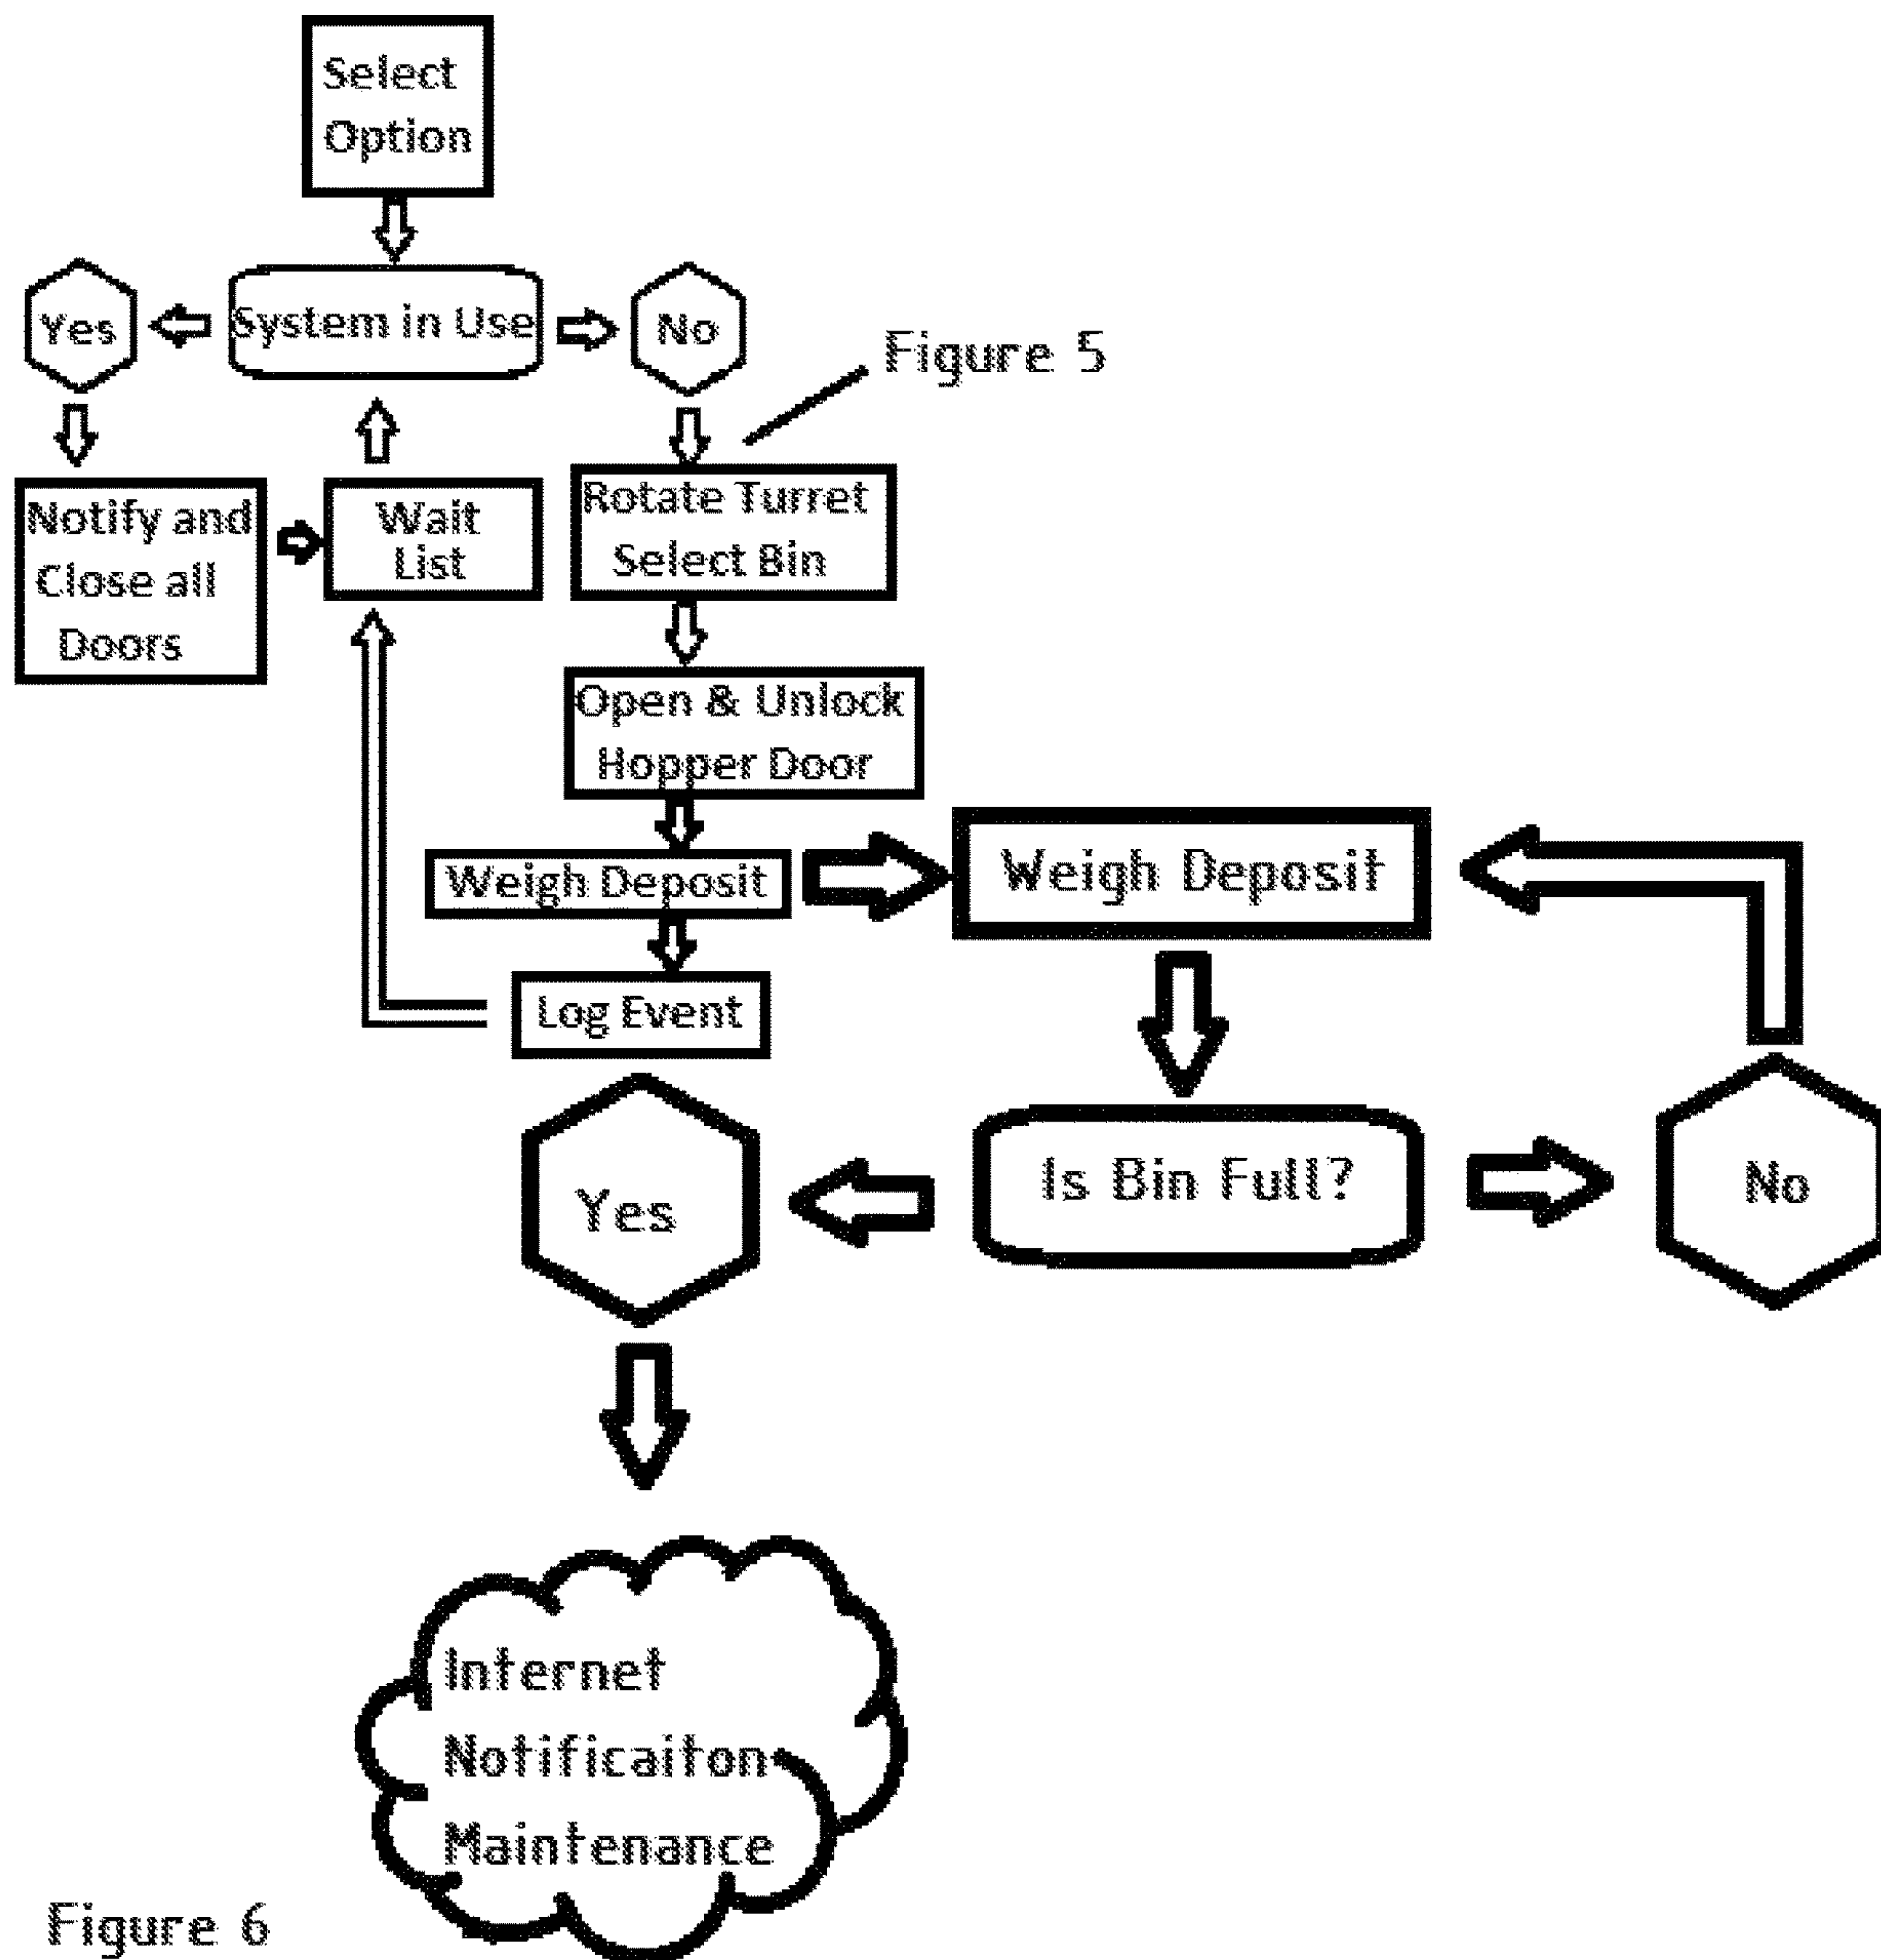 Select
Option
Yes
System in Use
No
Figure 5
Notify and
Close all
Doors
Wait
List
Rotate Turret
Select Bin
Open & Unlock
Hopper Door
Weigh Deposit
Weigh Deposit
Log Event
Yes
Is Bin Full?
No
Internet
Notificaiton
Maintenance
Figure 6